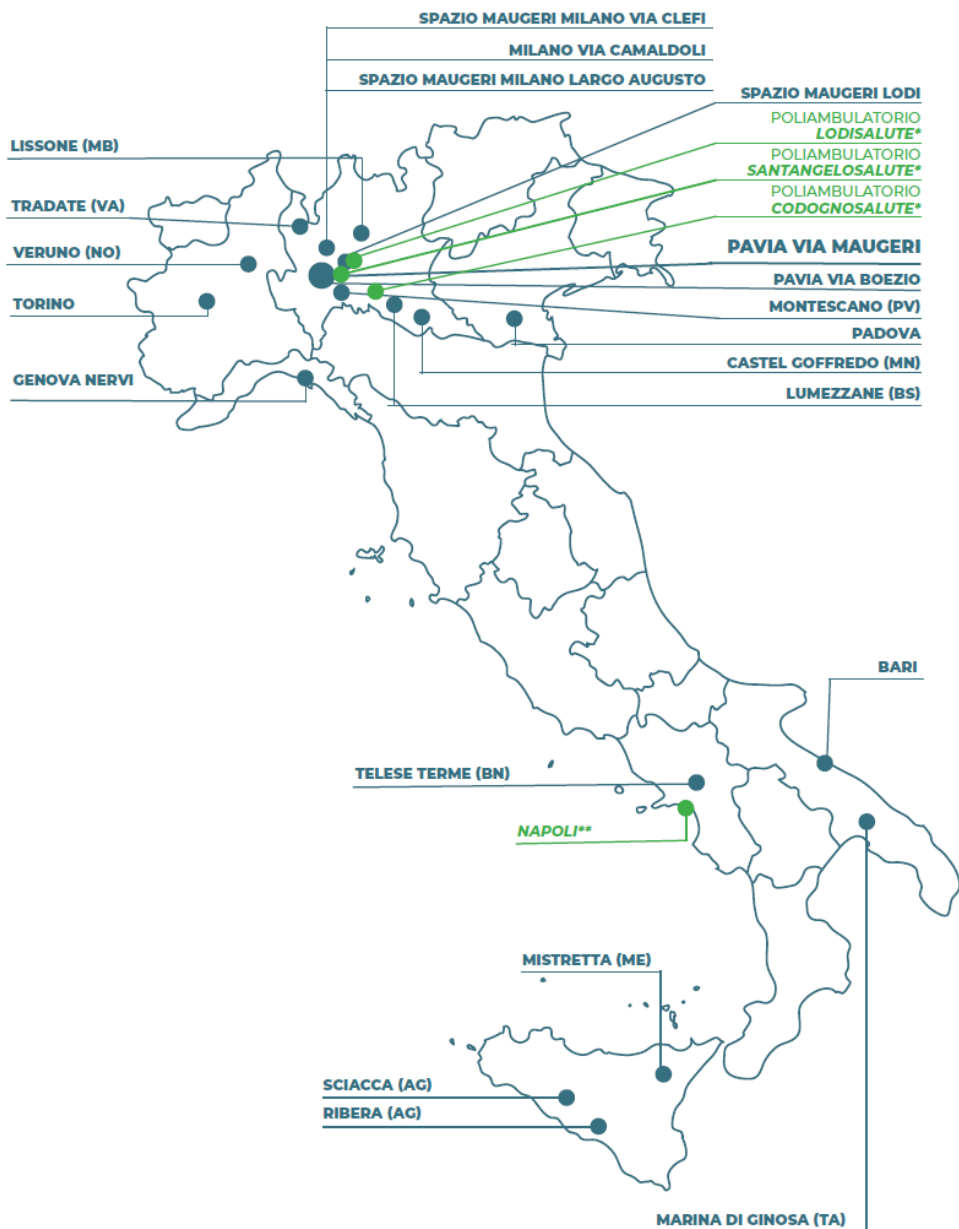 SPAZIO MAUGERI MILANO VIA CLEFI
MILANO VIA CAMALDOLI
SPAZIO MAUGERI MILANO LARGO AUGUSTO
SPAZIO MAUGERI LODI
POLIAMBULATORIO
LODISALUTE*
POLIAMBULATORIO
SANTANGELOSALUTE*
POLIAMBULATORIO
CODOGNOSALUTE*
LISSONE (MB)
TRADATE (VA)
VERUNO (NO)
TORINO
GENOVA NERVI
PAVIA VIA MAUGERI
PAVIA VIA BOEZIO
MONTESCANO (PV)
PADOVA
CASTEL GOFFREDO (MN)
LUMEZZANE (BS)
BARI
TELESE TERME (BN)
NAPOLI**
MISTRETTA (ME)
SCIACCA (AG)
RIBERA (AG)
MARINA DI GINOSA (TA)